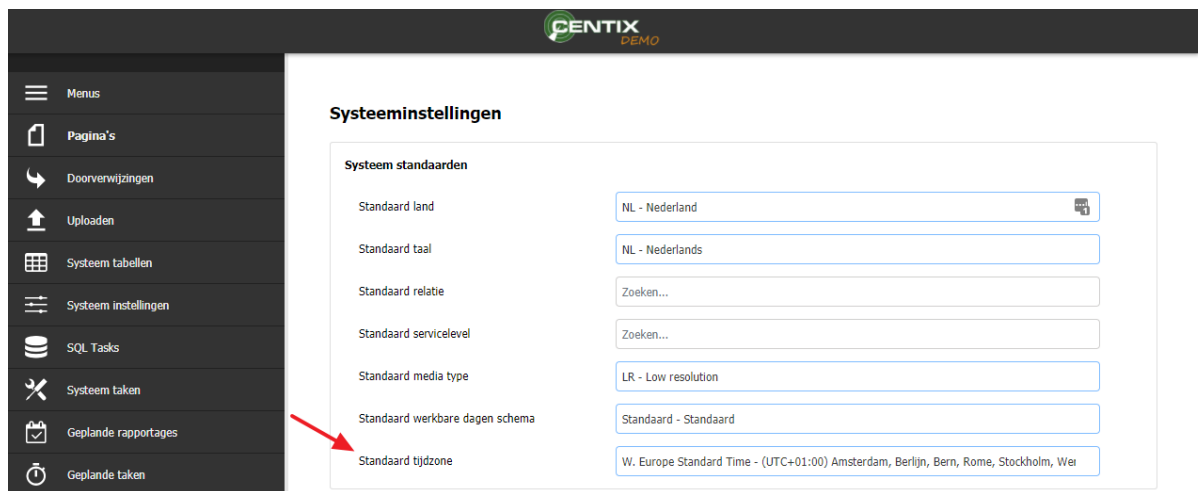 CENTIX
DEMO
Menus
Pagina's
Doorverwijzingen
Uploaden
Systeem tabellen
Systeem instellingen
SQL Tasks
Systeem taken
Geplande rapportages
Geplande taken
Systeeminstellingen
Systeem standaarden
Standaard land NL - Nederland
Standaard taal NL - Nederlands
Standaard relatie Zoeken...
Standaard servicelevel Zoeken...
Standaard media type LR - Low resolution
Standaard werkbare dagen schema Standaard - Standaard
Standaard tijdzone W. Europe Standard Time - (UTC+01:00) Amsterdam, Berlijn, Bern, Rome, Stockholm, Wer